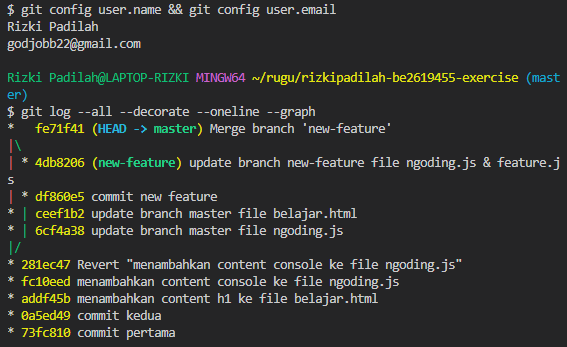 $ git config user.name && git config user.email
Rizki Padilah
godjobb22@gmail.com
Rizki Padilah@LAPTOP-RIZKI MINGW64 ~/rugu/rizkipadilah-be2619455-exercise (mast
er)
$ git log --all --decorate --oneline --graph
*   fe71f41 (HEAD -> master) Merge branch 'new-feature'
|\
| * 4db8206 (new-feature) update branch new-feature file ngoding.js & feature.j
s
| * df860e5 commit new feature
* | ceef1b2 update branch master file belajar.html
* | 6cf4a38 update branch master file ngoding.js
|/
* 281ec47 Revert "menambahkan content console ke file ngoding.js"
* fc10eed menambahkan content console ke file ngoding.js
* addf45b menambahkan content h1 ke file belajar.html
* 0a5ed49 commit kedua
* 73fc810 commit pertama